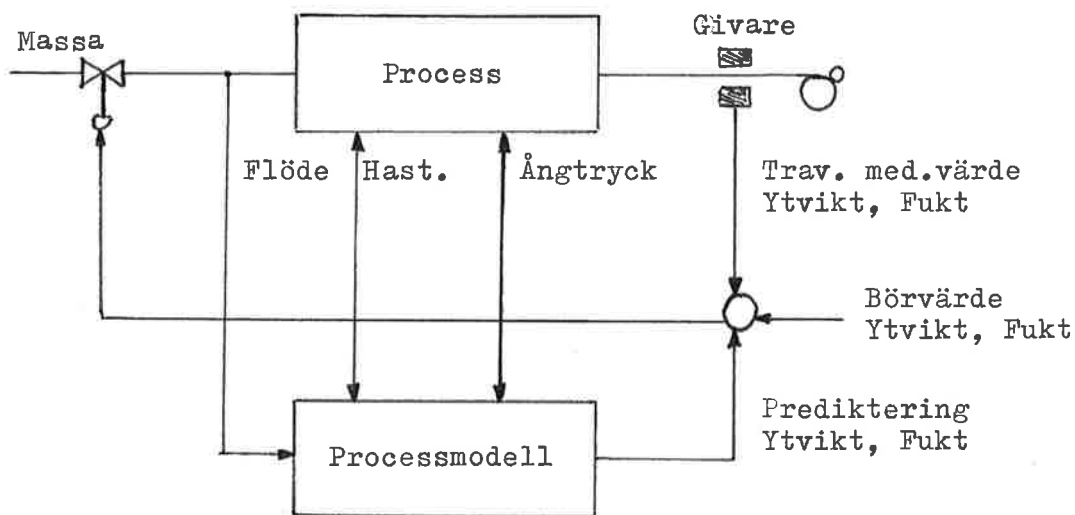 Massa
Givare
Process
Flöde
Hast.
Ångtryck
Trav. med.värde
Ytvikt, Fukt
Börvärde
Ytvikt, Fukt
Prediktering
Ytvikt, Fukt
Processmodell